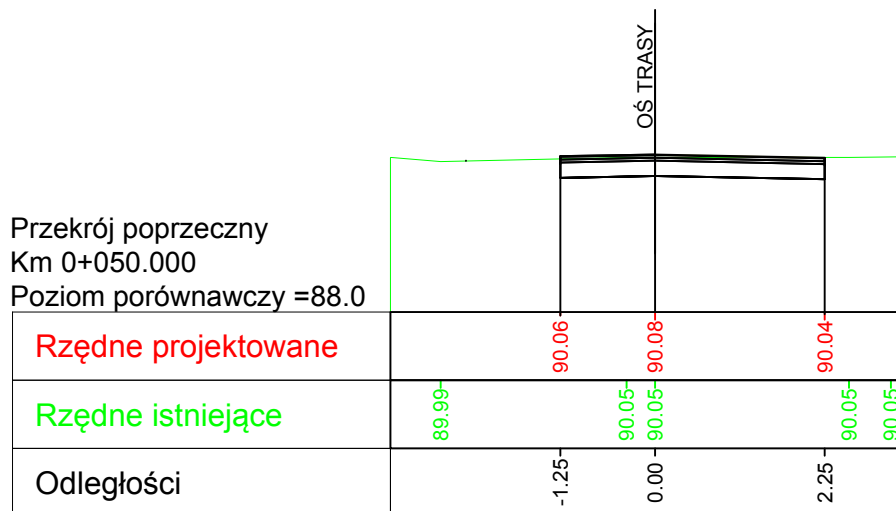 OŚ TRASY
Przekrój poprzeczny
Km 0+050.000
Poziom porównawczy =88.0
Rzędne projektowane
90.06
90.08
90.04
Rzędne istniejące
89.99
90.05
90.05
90.05
90.05
Odległości
-1.25
0.00
2.25